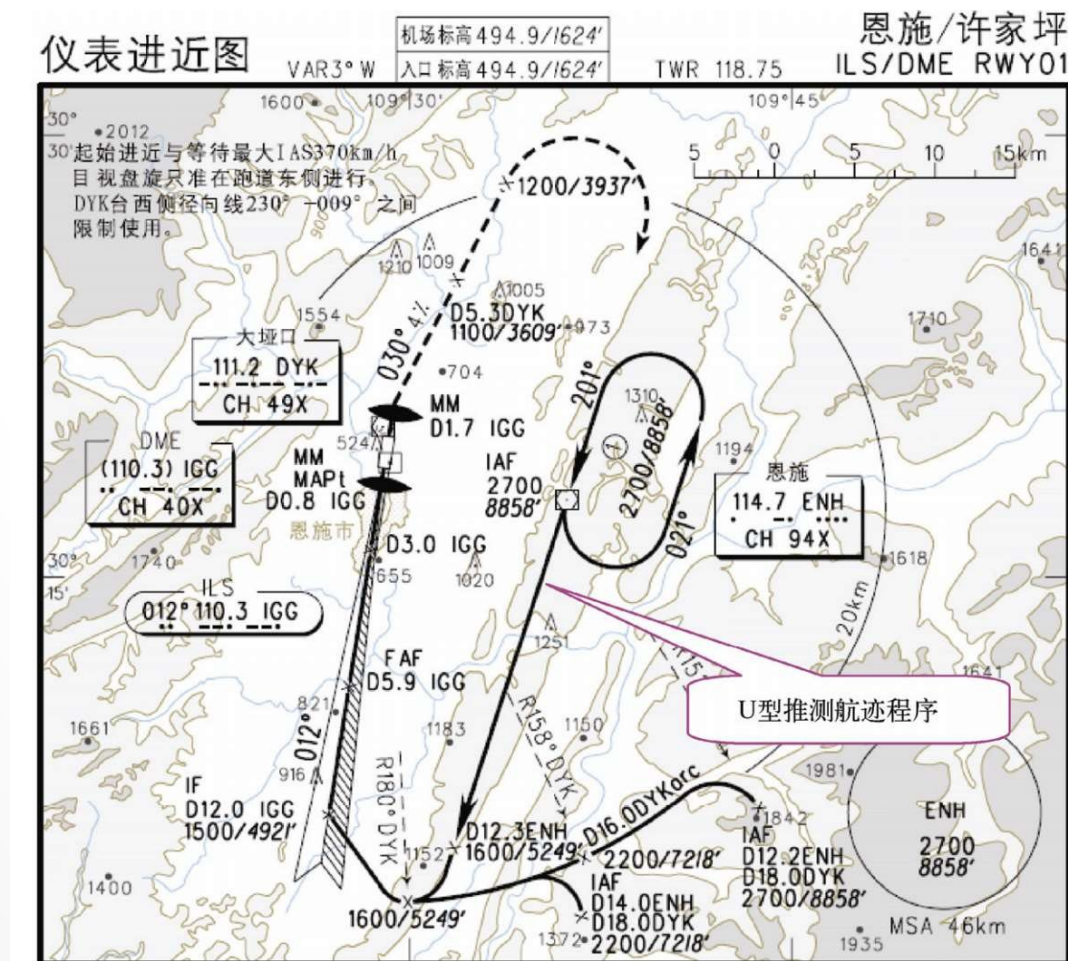 仪表进近图
VAR3°W
机场标高494.9/1624'
入口标高494.9/1624'
TWR 118.75
恩施/许家坪
ILS/DME RWY01
1600
109°30'
109°45'
30°
30'
2012
起始进近与等待最大IAS370km/h
目视盘旋只准在跑道东侧进行。
DYK台西侧径向线230°-009°之间
限制使用。
5 0 5 10 15km
1200/3937'
1210
1009
1641
1005
D5.3DYK
1100/3609'
973
1554
1710
030° 4%
大垭口
111.2 DYK
CH 49X
704
201°
1310
MM
D1.7 IGG
2700/8858'
1
021°
524
DME
(110.3) IGG
CH 40X
MM
MAPt
D0.8 IGG
IAF
2700
8858'
1194
恩施
114.7 ENH
CH 94X
恩施市
D3.0 IGG
655
1020
1740
30°
15'
1618
ILS
012° 110.3 IGG
1251
20km
FAF
D5.9 IGG
1641
U型推测航迹程序
821
012°
1661
1183
R158°DYK
1150
916
1981
IF
D12.0 IGG
1500/4921'
R180°DYK
D16.0DYKorc
D12.3ENH
1600/5249'
2200/7218'
1842
ENH
2700
8858'
1152
1400
IAF
D12.2ENH
D18.0DYK
2700/8858'
1600/5249'
IAF
D14.0ENH
D18.0DYK
2200/7218'
1372
MSA 46km
1935